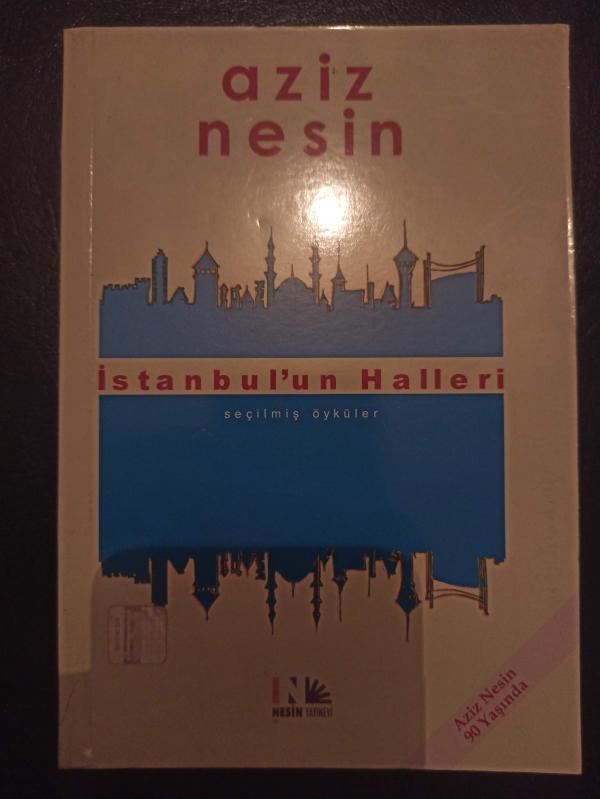 aziz
nesin
İstanbul'un Halleri
seçilmiş öyküler
NESİN YAYINEVİ
Aziz Nesin
90 Yaşında